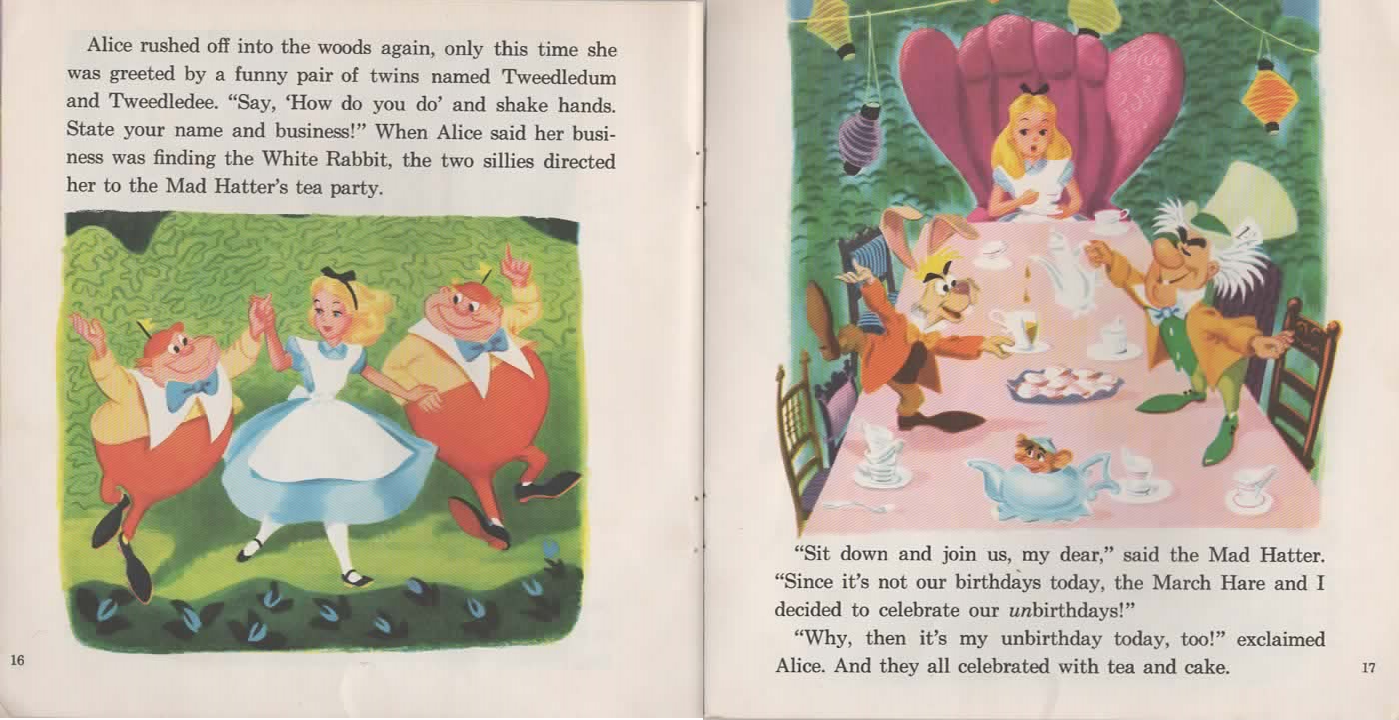 Alice rushed off into the woods again, only this time she
was greeted by a funny pair of twins named Tweedledum
and Tweedledee. “Say, ‘How do you do’ and shake hands.
State your name and business!” When Alice said her busi-
ness was finding the White Rabbit, the two sillies directed
her to the Mad Hatter’s tea party.
16
“Sit down and join us, my dear,” said the Mad Hatter.
“Since it’s not our birthdays today, the March Hare and I
decided to celebrate our unbirthdays!”
“Why, then it’s my unbirthday today, too!” exclaimed
Alice. And they all celebrated with tea and cake.
17